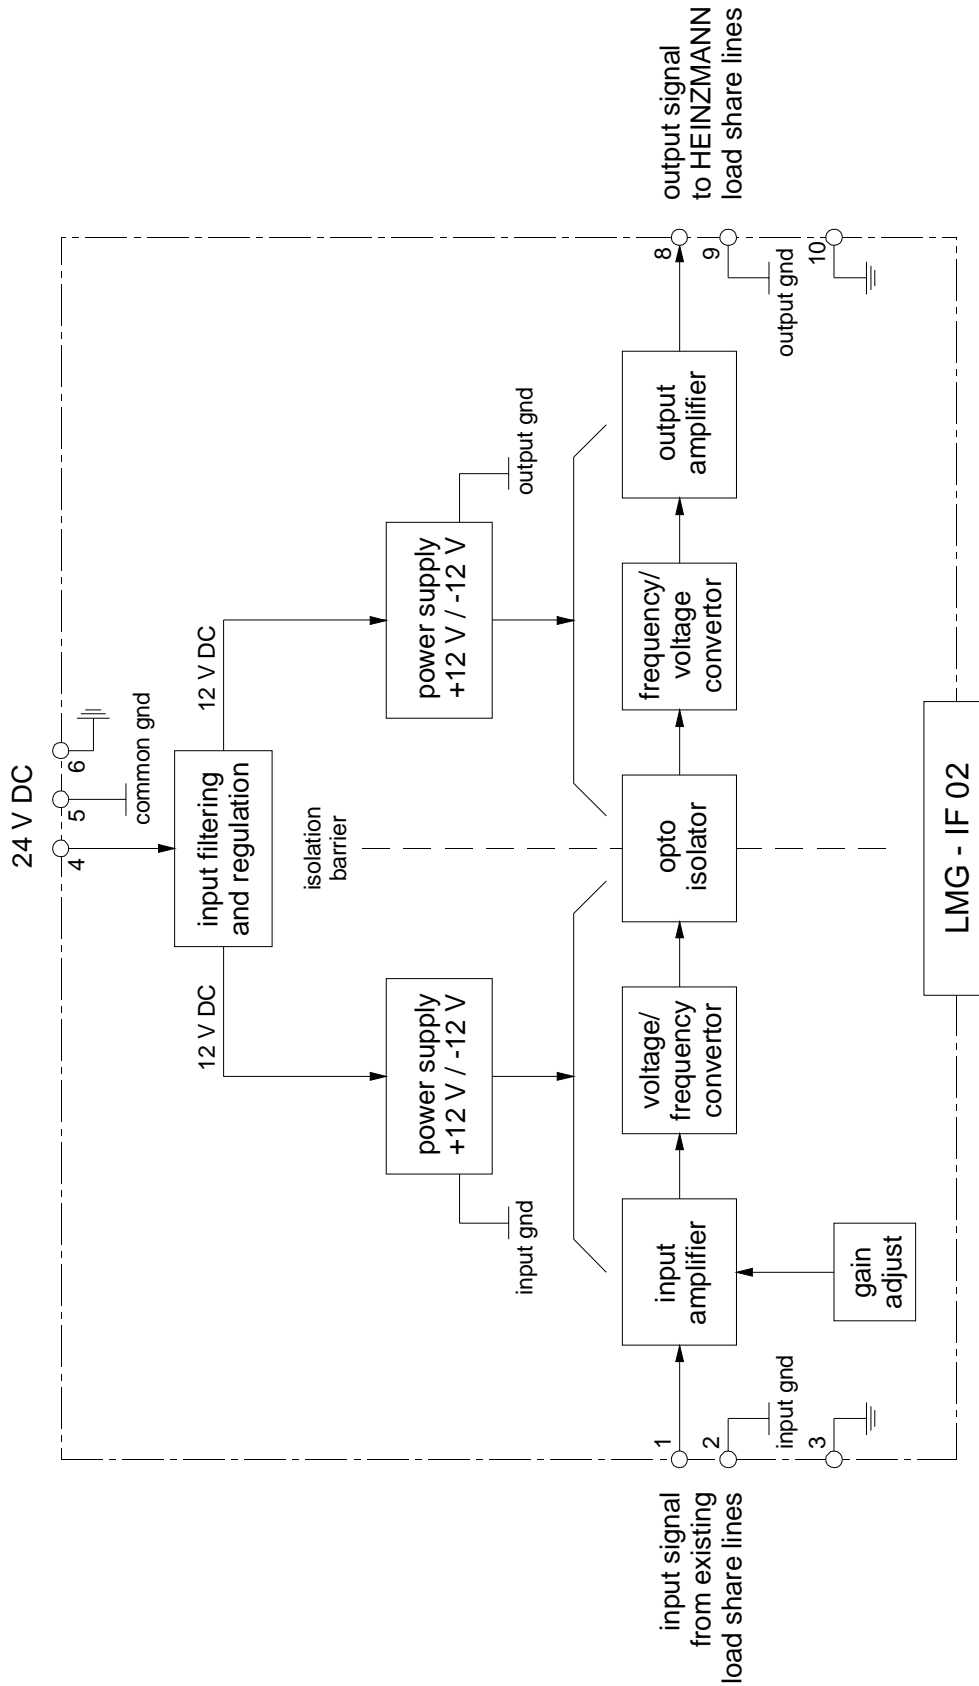 24 V DC
4
5
6
common gnd
input filtering
and regulation
12 V DC
12 V DC
isolation
barrier
power supply
+12 V / -12 V
input gnd
power supply
+12 V / -12 V
output gnd
input signal
from existing
load share lines
1
2
input gnd
3
input
amplifier
gain
adjust
voltage/
frequency
convertor
opto
isolator
frequency/
voltage
convertor
output
amplifier
8
9
output gnd
10
output signal
to HEINZMANN
load share lines
LMG - IF 02